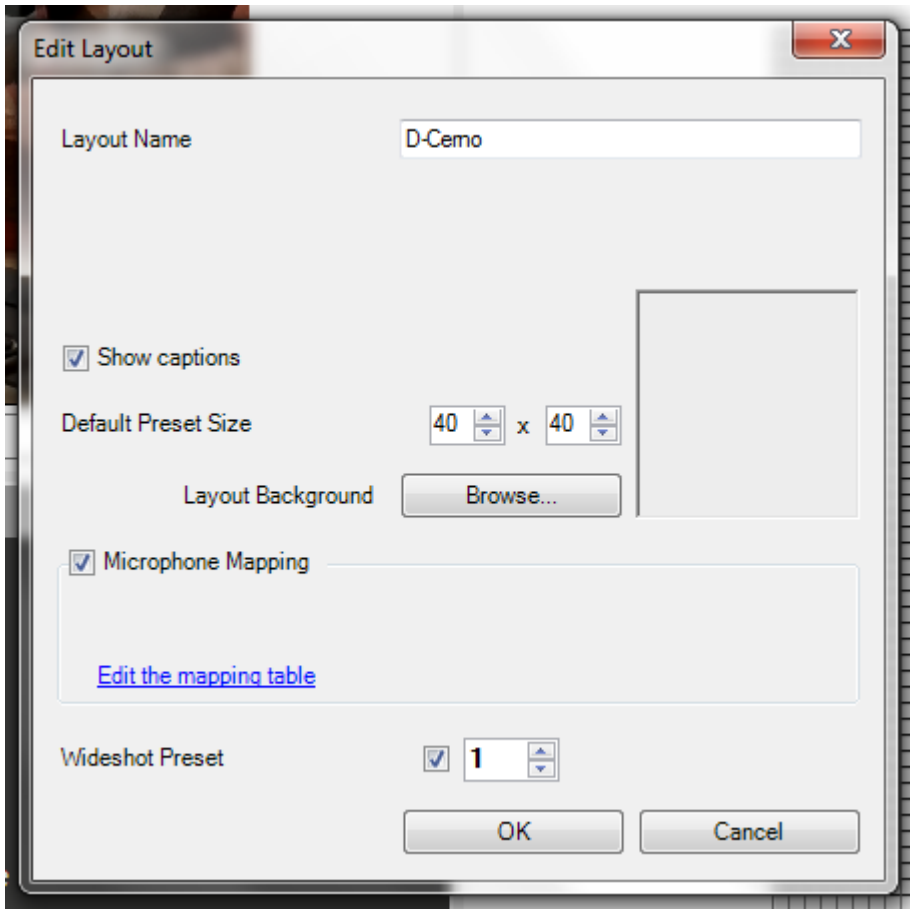 Edit Layout
Layout Name D-Cerno
Show captions
Default Preset Size 40 x 40
Layout Background Browse...
Microphone Mapping
Edit the mapping table
Wideshot Preset 1
OK Cancel